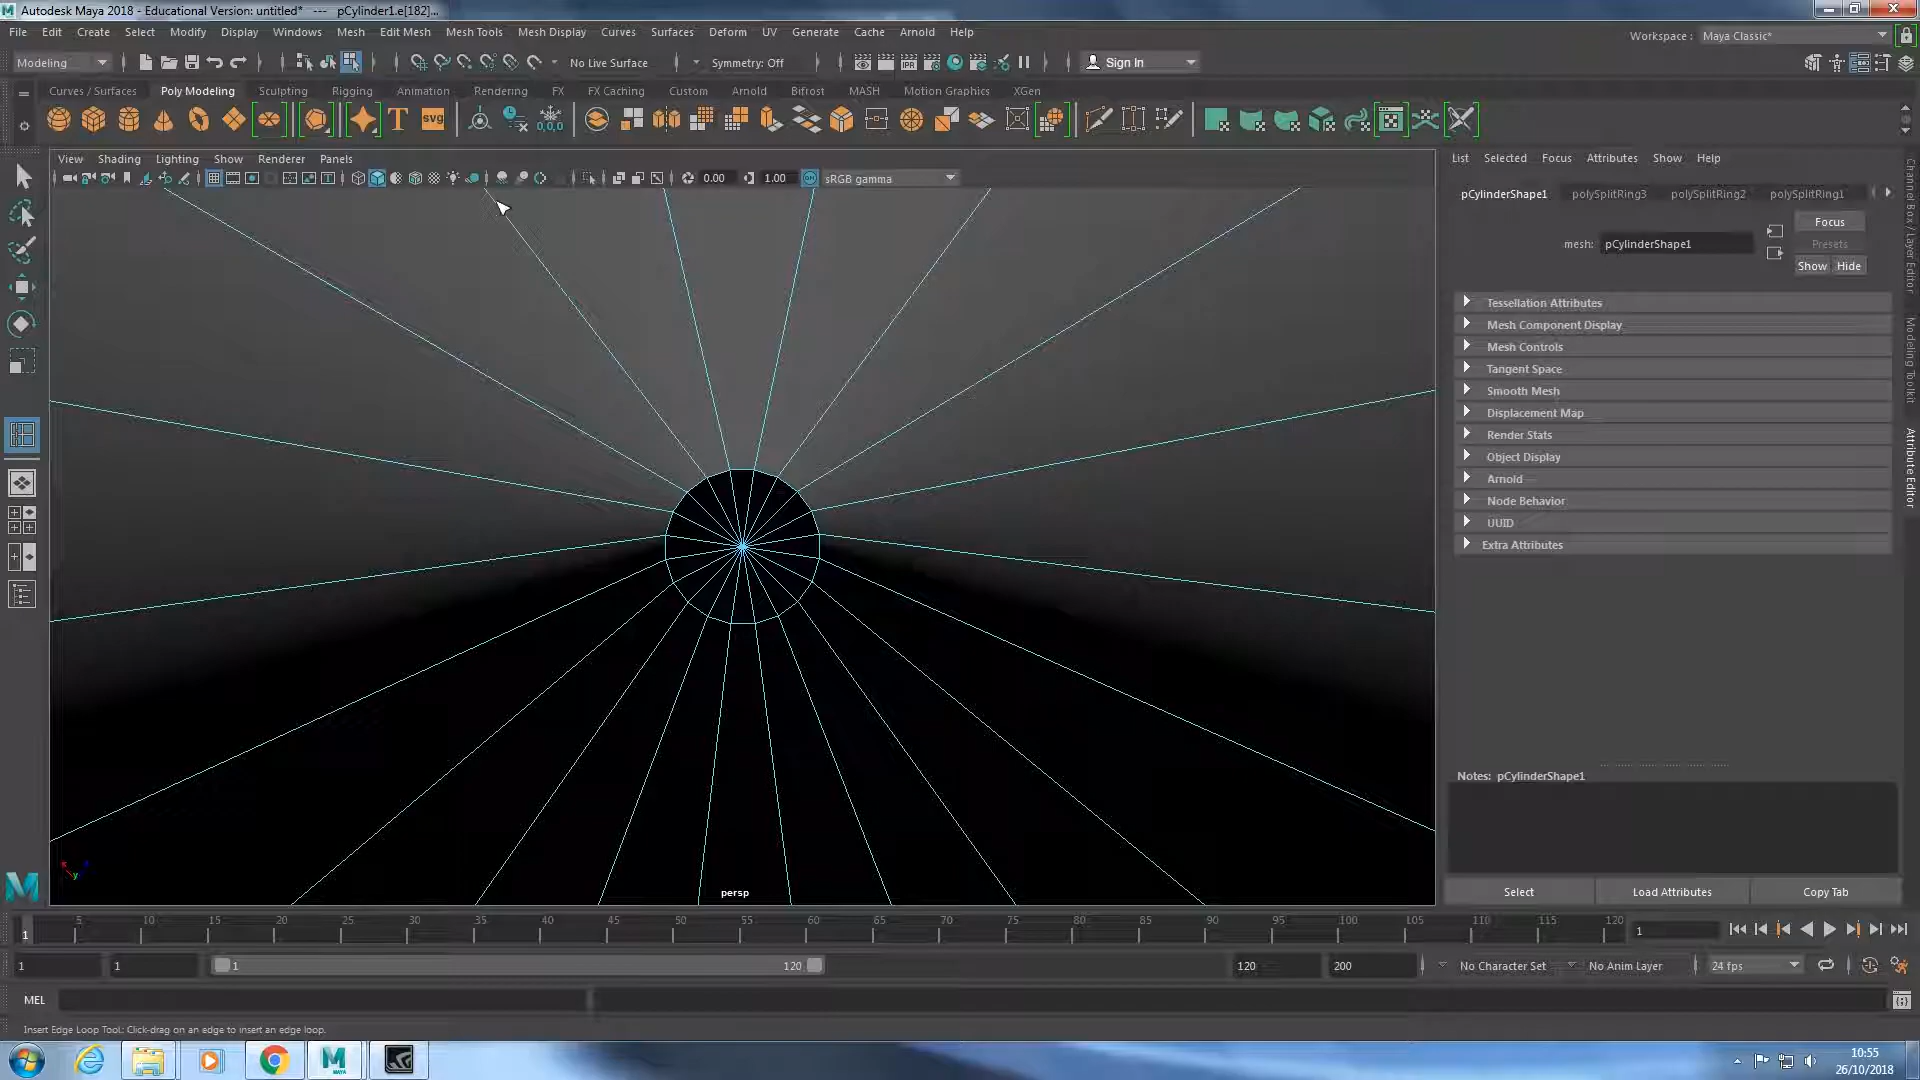 Autodesk Maya 2018 - Educational Version: untitled* --- pCylinder1.e[182]...
File Edit Create Select Modify Display Windows Mesh Edit Mesh Mesh Tools Mesh Display Curves Surfaces Deform UV Generate Cache Arnold Help
Workspace : Maya Classic*
Modeling No Live Surface Symmetry: Off IPR Sign In
Curves / Surfaces Poly Modeling Sculpting Rigging Animation Rendering FX FX Caching Custom Arnold Bifrost MASH Motion Graphics XGen
T svg 0,0,0
View Shading Lighting Show Renderer Panels
0.00 1.00 sRGB gamma
List Selected Focus Attributes Show Help
pCylinderShape1 polySplitRing3 polySplitRing2 polySplitRing1
Focus
mesh: pCylinderShape1
Presets
Show Hide
Tessellation Attributes
Mesh Component Display
Mesh Controls
Tangent Space
Smooth Mesh
Displacement Map
Render Stats
Object Display
Arnold
Node Behavior
UUID
Extra Attributes
Notes: pCylinderShape1
Select Load Attributes Copy Tab
Channel Box / Layer Editor
Modeling Toolkit
Attribute Editor
y
persp
1 5 10 15 20 25 30 35 40 45 50 55 60 65 70 75 80 85 90 95 100 105 110 115 120 1
1 1 1 120 120 200 No Character Set No Anim Layer 24 fps
MEL
Insert Edge Loop Tool: Click-drag on an edge to insert an edge loop.
10:55
26/10/2018